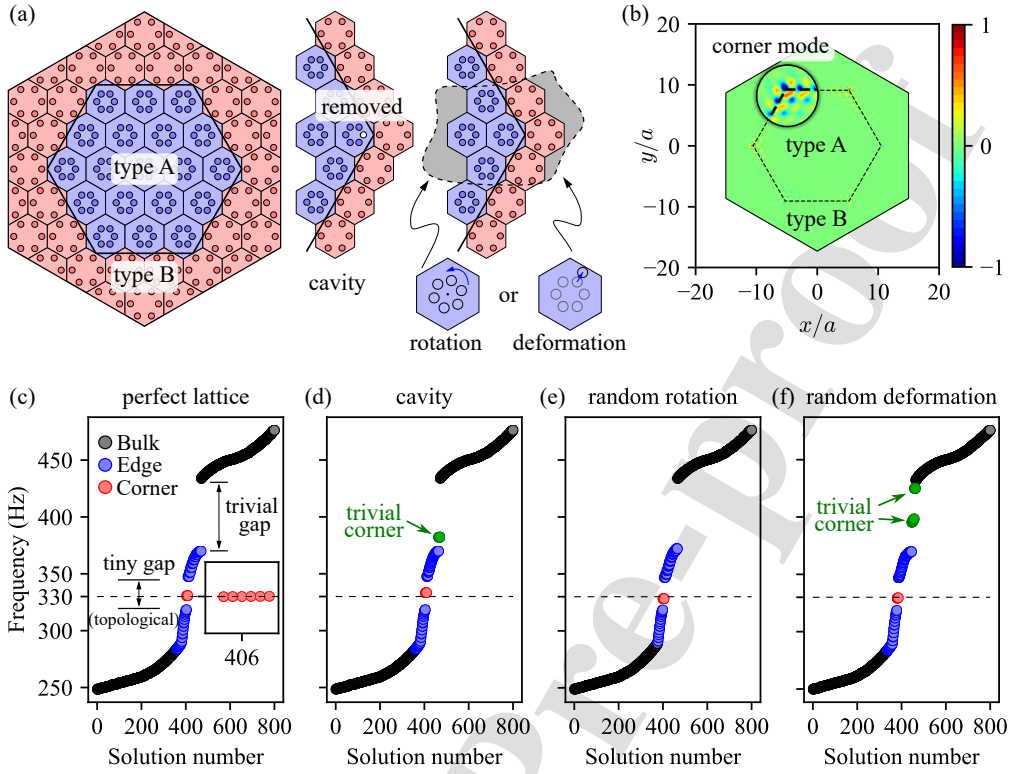 (a)
type A
type B
removed
cavity
rotation
or
deformation
(b)
corner mode
type A
type B
y/a
20
10
0
−10
−20
−20
−10
0
10
20
x/a
1
0
−1
(c)
perfect lattice
Bulk
Edge
Corner
trivial
gap
tiny gap
(topological)
406
Frequency (Hz)
450
400
350
330
300
250
0
200
400
600
800
Solution number
(d)
cavity
trivial
corner
0
200
400
600
800
Solution number
(e)
random rotation
0
200
400
600
800
Solution number
(f)
random deformation
trivial
corner
0
200
400
600
800
Solution number
pre-proof